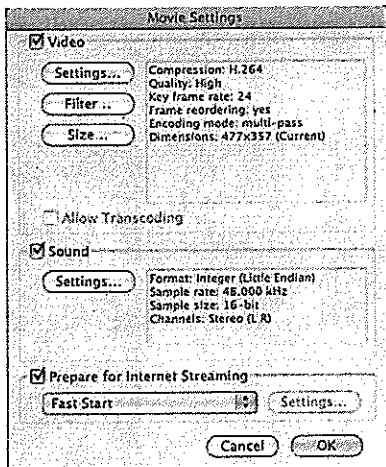 Movie Settings
Video
Settings...
Filter...
Size...
Compression: H.264
Quality: High
Key frame rate: 24
Frame reordering: yes
Encoding mode: multi-pass
Dimensions: 477x357 (Current)
Allow Transcoding
Sound
Settings...
Format: Integer (Little Endian)
Sample rate: 48.000 kHz
Sample size: 16-bit
Channels: Stereo (L R)
Prepare for Internet Streaming
Fast Start
Settings...
Cancel
OK